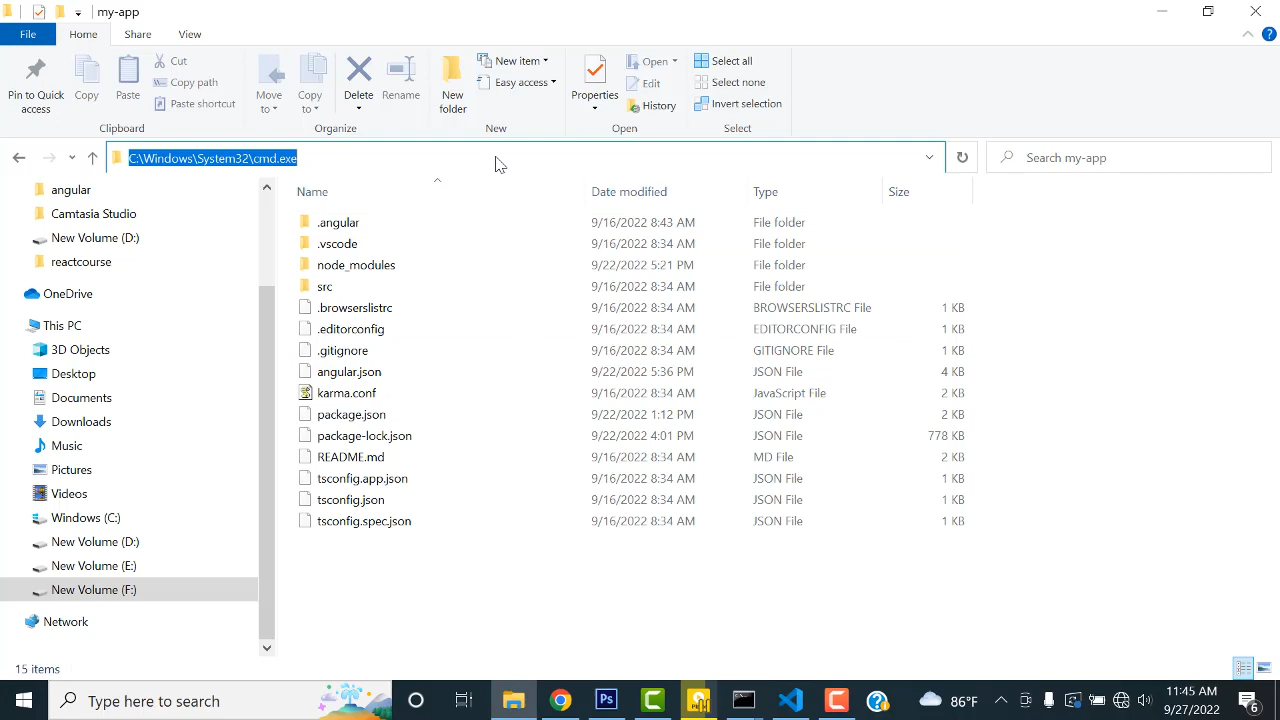 my-app
File Home Share View
Pin to Quick access
Copy
Paste
Cut
Copy path
Paste shortcut
Clipboard
Move to
Copy to
Delete
Rename
Organize
New folder
New item
Easy access
New
Properties
Open
Edit
History
Open
Select all
Select none
Invert selection
Select
C:\Windows\System32\cmd.exe
Search my-app
angular
Camtasia Studio
New Volume (D:)
reactcourse
OneDrive
This PC
3D Objects
Desktop
Documents
Downloads
Music
Pictures
Videos
Windows (C:)
New Volume (D:)
New Volume (E:)
New Volume (F:)
Network
Name Date modified Type Size
.angular 9/16/2022 8:43 AM File folder
.vscode 9/16/2022 8:34 AM File folder
node_modules 9/22/2022 5:21 PM File folder
src 9/16/2022 8:34 AM File folder
.browserslistrc 9/16/2022 8:34 AM BROWSERSLISTRC File 1 KB
.editorconfig 9/16/2022 8:34 AM EDITORCONFIG File 1 KB
.gitignore 9/16/2022 8:34 AM GITIGNORE File 1 KB
angular.json 9/22/2022 5:36 PM JSON File 4 KB
karma.conf 9/16/2022 8:34 AM JavaScript File 2 KB
package.json 9/22/2022 1:12 PM JSON File 2 KB
package-lock.json 9/22/2022 4:01 PM JSON File 778 KB
README.md 9/16/2022 8:34 AM MD File 2 KB
tsconfig.app.json 9/16/2022 8:34 AM JSON File 1 KB
tsconfig.json 9/16/2022 8:34 AM JSON File 1 KB
tsconfig.spec.json 9/16/2022 8:34 AM JSON File 1 KB
15 items
Type here to search
Ps
86°F
11:45 AM
9/27/2022
6